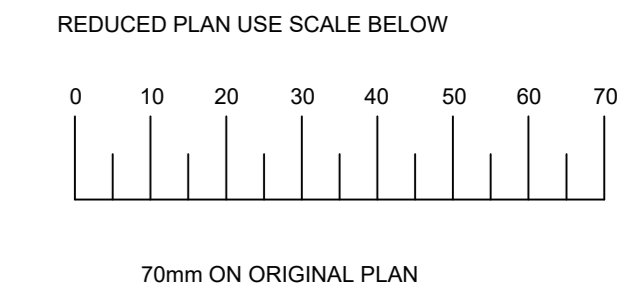 REDUCED PLAN USE SCALE BELOW
0 10 20 30 40 50 60 70
70mm ON ORIGINAL PLAN